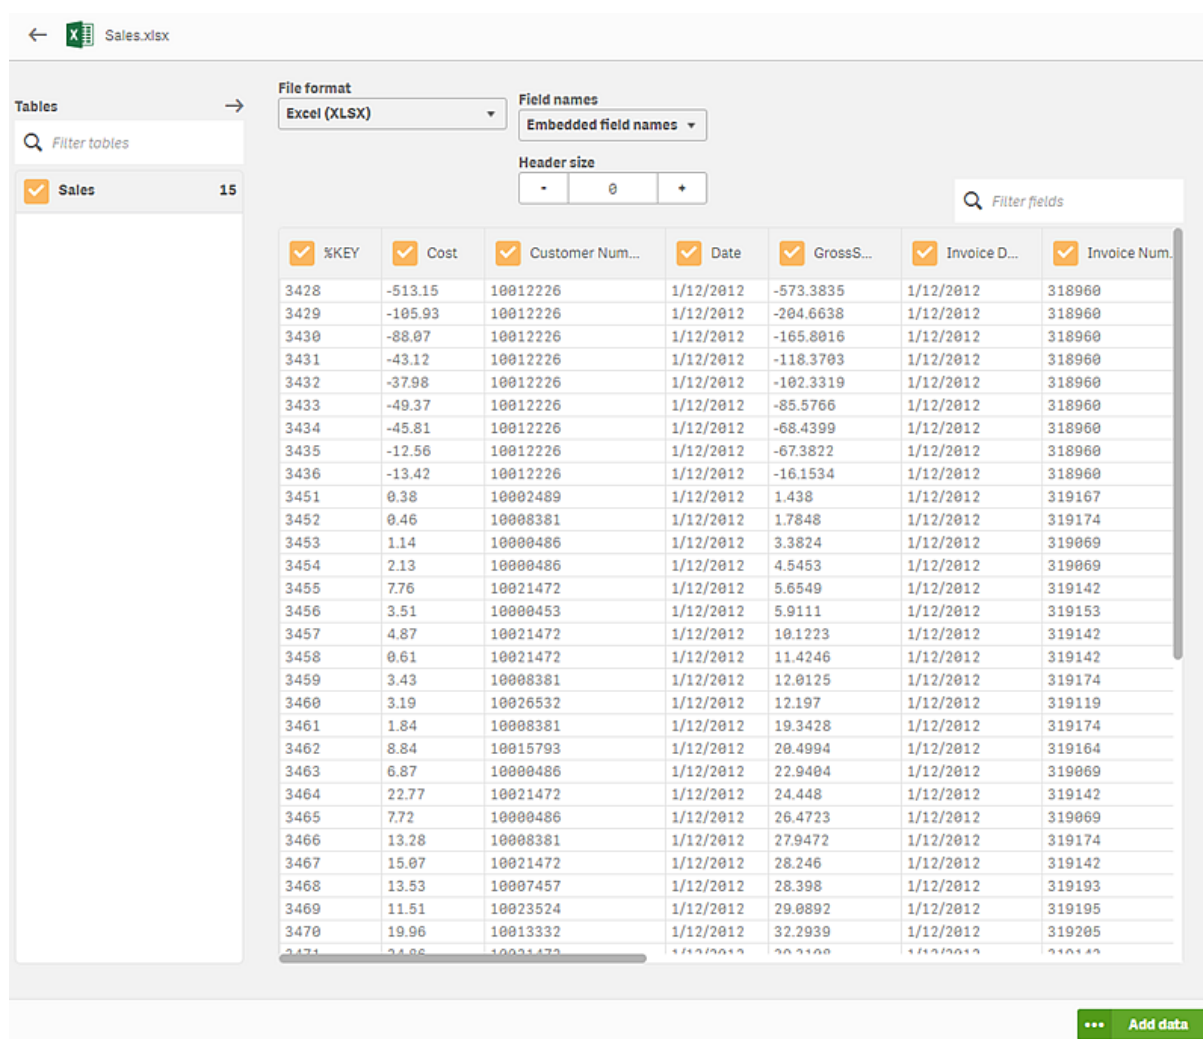 Sales.xlsx
Tables
Filter tables
Sales 15
File format
Excel (XLSX)
Field names
Embedded field names
Header size
- 0 +
Filter fields
%KEY Cost Customer Num... Date GrossS... Invoice D... Invoice Num.
3428 -513.15 10012226 1/12/2012 -573.3835 1/12/2012 318960
3429 -105.93 10012226 1/12/2012 -204.6638 1/12/2012 318960
3430 -88.07 10012226 1/12/2012 -165.8016 1/12/2012 318960
3431 -43.12 10012226 1/12/2012 -118.3703 1/12/2012 318960
3432 -37.98 10012226 1/12/2012 -102.3319 1/12/2012 318960
3433 -49.37 10012226 1/12/2012 -85.5766 1/12/2012 318960
3434 -45.81 10012226 1/12/2012 -68.4399 1/12/2012 318960
3435 -12.56 10012226 1/12/2012 -67.3822 1/12/2012 318960
3436 -13.42 10012226 1/12/2012 -16.1534 1/12/2012 318960
3451 0.38 10002489 1/12/2012 1.438 1/12/2012 319167
3452 0.46 10008381 1/12/2012 1.7848 1/12/2012 319174
3453 1.14 10000486 1/12/2012 3.3824 1/12/2012 319069
3454 2.13 10000486 1/12/2012 4.5453 1/12/2012 319069
3455 7.76 10021472 1/12/2012 5.6549 1/12/2012 319142
3456 3.51 10000453 1/12/2012 5.9111 1/12/2012 319153
3457 4.87 10021472 1/12/2012 10.1223 1/12/2012 319142
3458 0.61 10021472 1/12/2012 11.4246 1/12/2012 319142
3459 3.43 10008381 1/12/2012 12.0125 1/12/2012 319174
3460 3.19 10026532 1/12/2012 12.197 1/12/2012 319119
3461 1.84 10008381 1/12/2012 19.3428 1/12/2012 319174
3462 8.84 10015793 1/12/2012 20.4994 1/12/2012 319164
3463 6.87 10000486 1/12/2012 22.9404 1/12/2012 319069
3464 22.77 10021472 1/12/2012 24.448 1/12/2012 319142
3465 7.72 10000486 1/12/2012 26.4723 1/12/2012 319069
3466 13.28 10008381 1/12/2012 27.9472 1/12/2012 319174
3467 15.07 10021472 1/12/2012 28.246 1/12/2012 319142
3468 13.53 10007457 1/12/2012 28.398 1/12/2012 319193
3469 11.51 10023524 1/12/2012 29.0892 1/12/2012 319195
3470 19.96 10013332 1/12/2012 32.2939 1/12/2012 319205
Add data